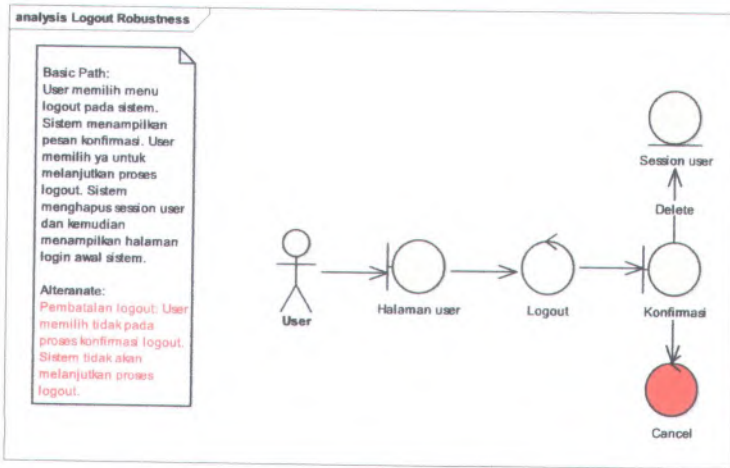 analysis Logout Robustness
Basic Path:
User memilih menu
logout pada sistem.
Sistem menampilkan
pesan konfirmasi. User
memilih ya untuk
melanjutkan proses
logout. Sistem
menghapus session user
dan kemudian
menampilkan halaman
login awal sistem.
Alteranate:
Pembatalan logout: User
memilih tidak pada
proses konfirmasi logout.
Sistem tidak akan
melanjutkan proses
logout.
Session user
Delete
User
Halaman user
Logout
Konfirmasi
Cancel